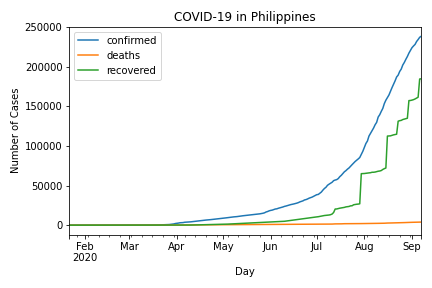 COVID-19 in Philippines
confirmed
deaths
recovered
Number of Cases
250000
200000
150000
100000
50000
0
Feb Mar Apr May Jun Jul Aug Sep
2020
Day